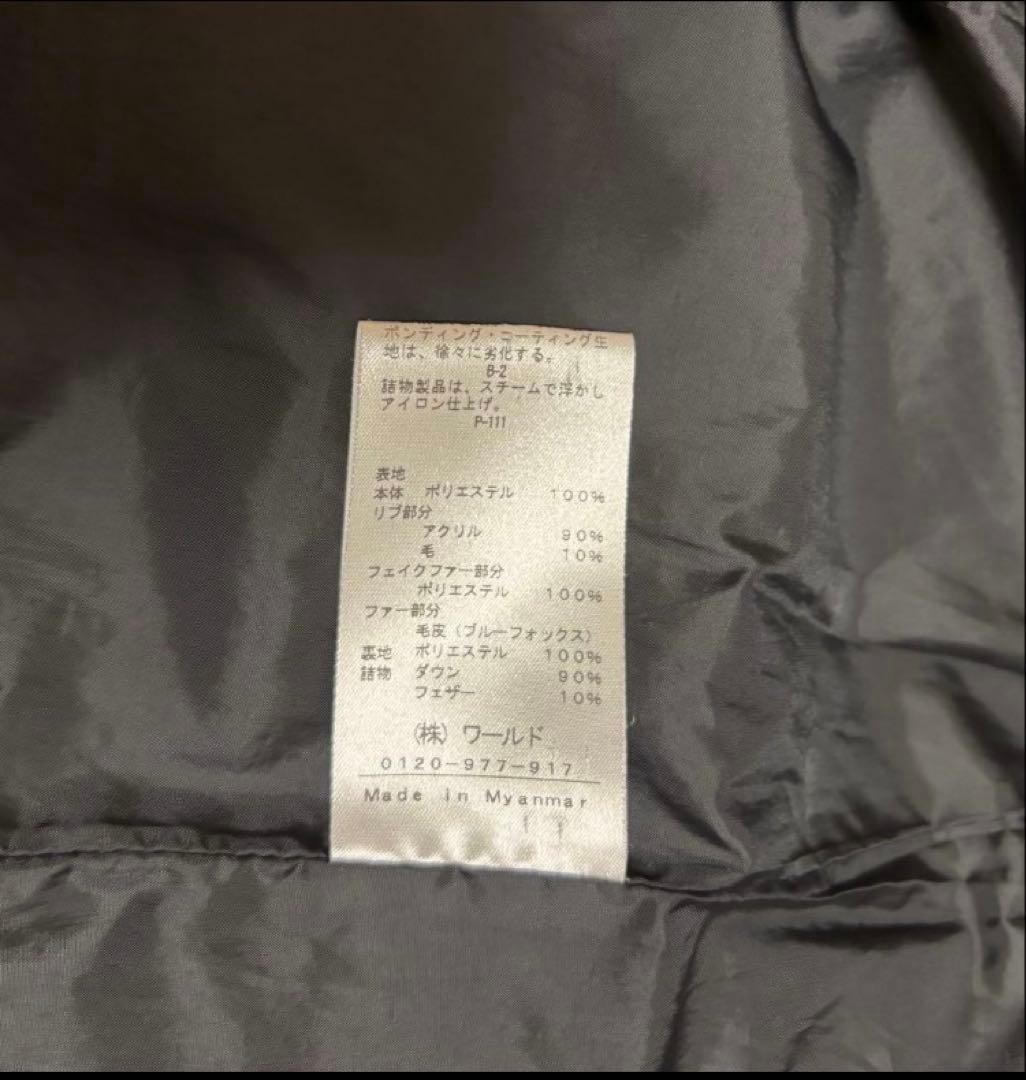 ボンディング・コーティング生
地は、徐々に劣化する。
B-2
詰物製品は、スチームで浮かし
アイロン仕上げ。
P-111
表地
本体 ポリエステル 100%
リブ部分
アクリル 90%
毛 10%
フェイクファー部分
ポリエステル 100%
ファー部分
毛皮（ブルーフォックス）
裏地 ポリエステル 100%
詰物 ダウン 90%
フェザー 10%
（株）ワールド
0120-977-917
Made in Myanmar